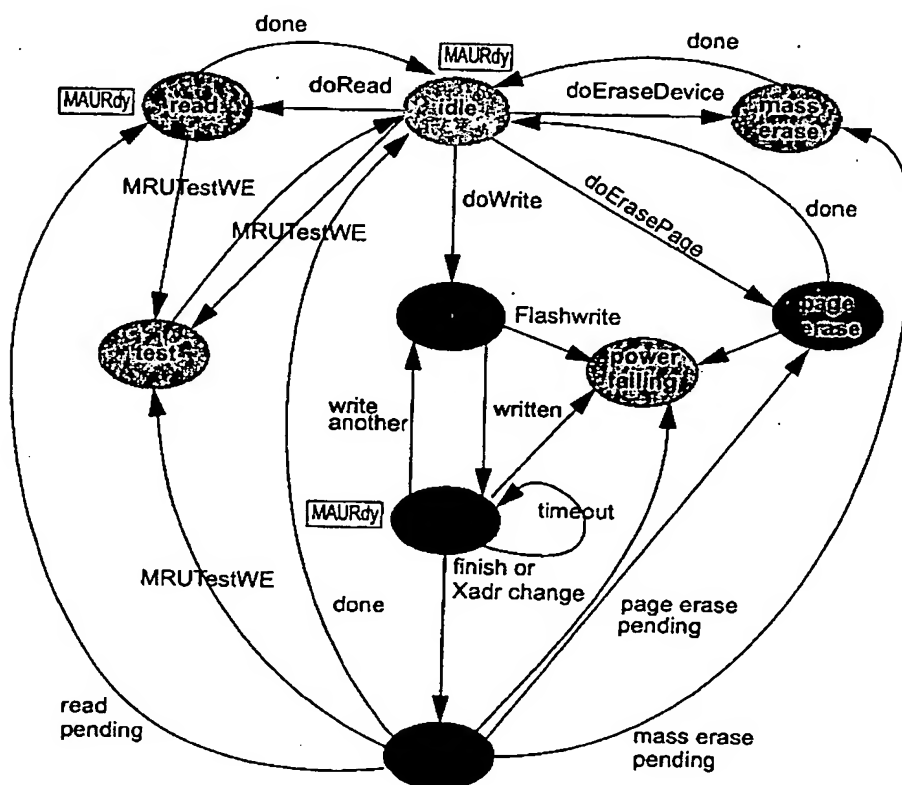 done
MAURdy
done
MAURdy
read
doRead
idle
doEraseDevice
mass
erase
MRUTestWE
MRUTestWE
doWrite
doErasePage
done
test
Flashwrite
page
erase
power
failing
write
another
written
MAURdy
timeout
MRUTestWE
done
finish or
Xadr change
page erase
pending
read
pending
mass erase
pending